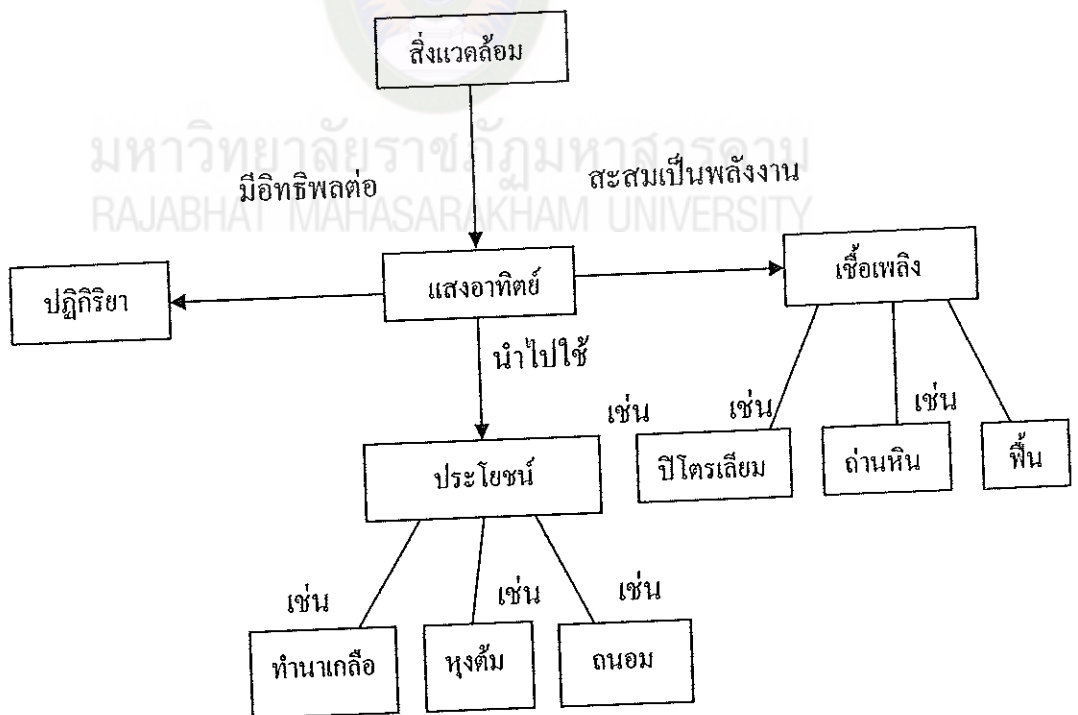 สิ่งแวดล้อม
มหาวิทยาลัยราชภัฏมหาสารคาม
RAJABHAT MAHASARAKHAM UNIVERSITY
มีอิทธิพลต่อ
สะสมเป็นพลังงาน
ปฏิกิริยา
แสงอาทิตย์
เชื้อเพลิง
นำไปใช้
เช่น
เช่น
เช่น
ประโยชน์
ปิโตรเลียม
ถ่านหิน
ฟื้น
เช่น
เช่น
เช่น
ทำนาเกลือ
หุงต้ม
ถนอม